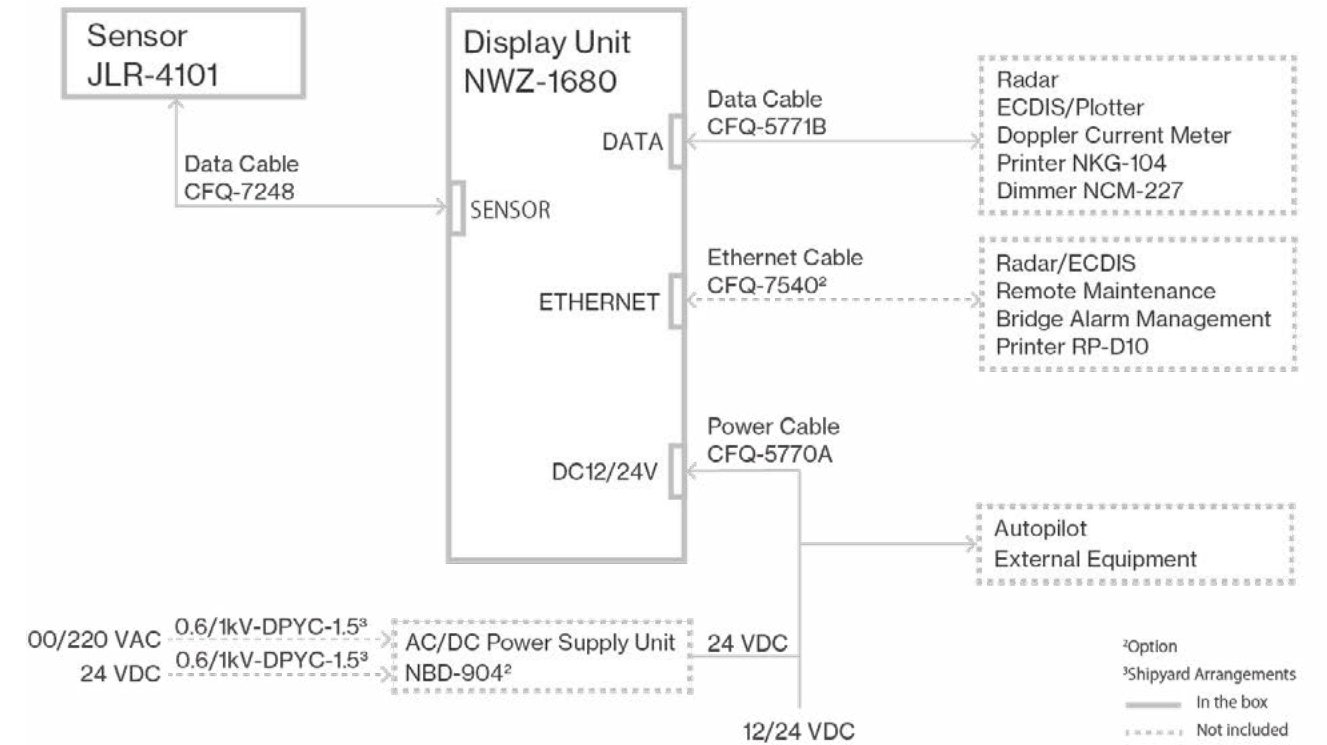 Sensor
JLR-4101
Data Cable
CFQ-7248
Display Unit
NWZ-1680
DATA
SENSOR
ETHERNET
DC12/24V
Data Cable
CFQ-5771B
Radar
ECDIS/Plotter
Doppler Current Meter
Printer NKG-104
Dimmer NCM-227
Ethernet Cable
CFQ-7540²
Radar/ECDIS
Remote Maintenance
Bridge Alarm Management
Printer RP-D10
Power Cable
CFQ-5770A
Autopilot
External Equipment
00/220 VAC
0.6/1kV-DPYC-1.5³
24 VDC
0.6/1kV-DPYC-1.5³
AC/DC Power Supply Unit
NBD-904²
24 VDC
12/24 VDC
²Option
³Shipyard Arrangements
In the box
Not included